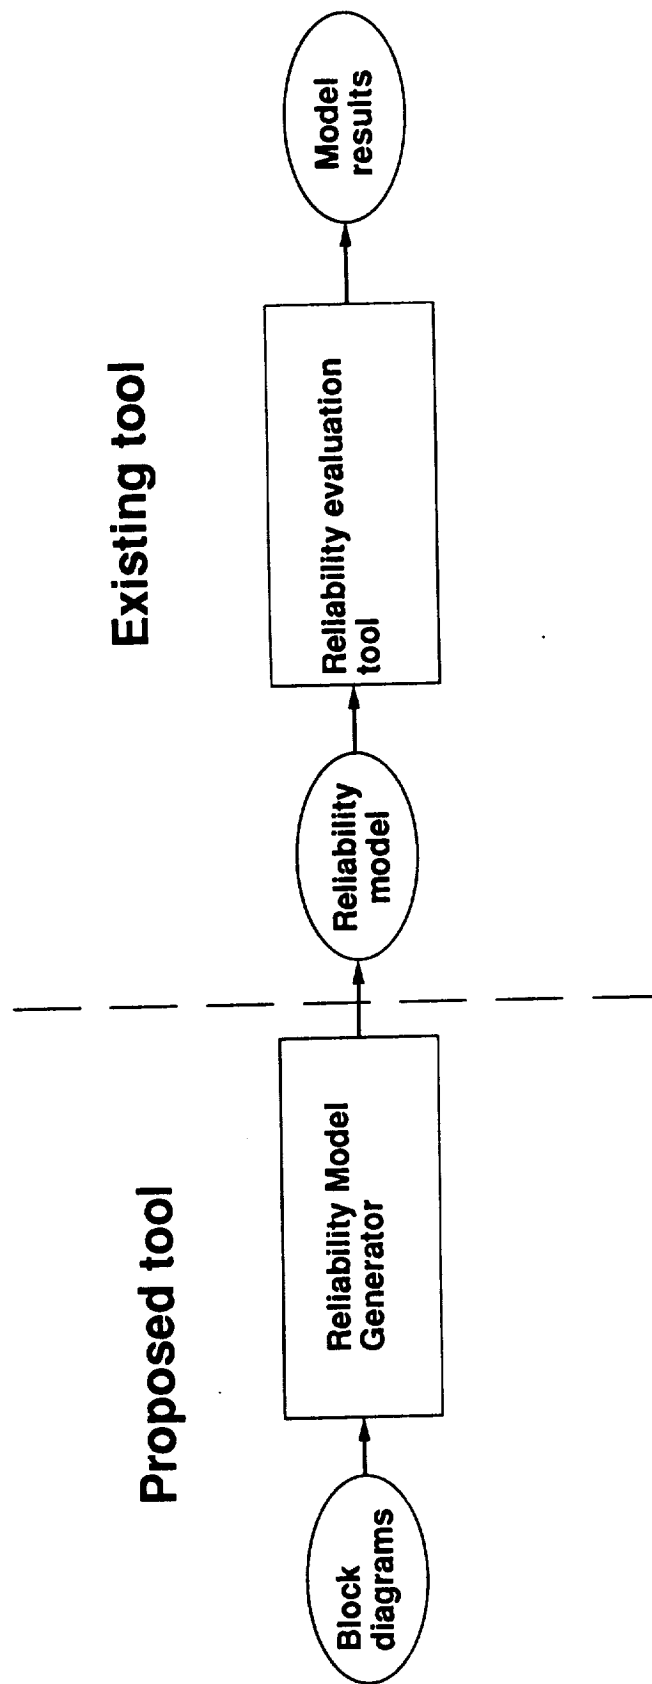 Proposed tool
Existing tool
Block
diagrams
Reliability Model
Generator
Reliability
model
Reliability evaluation
tool
Model
results